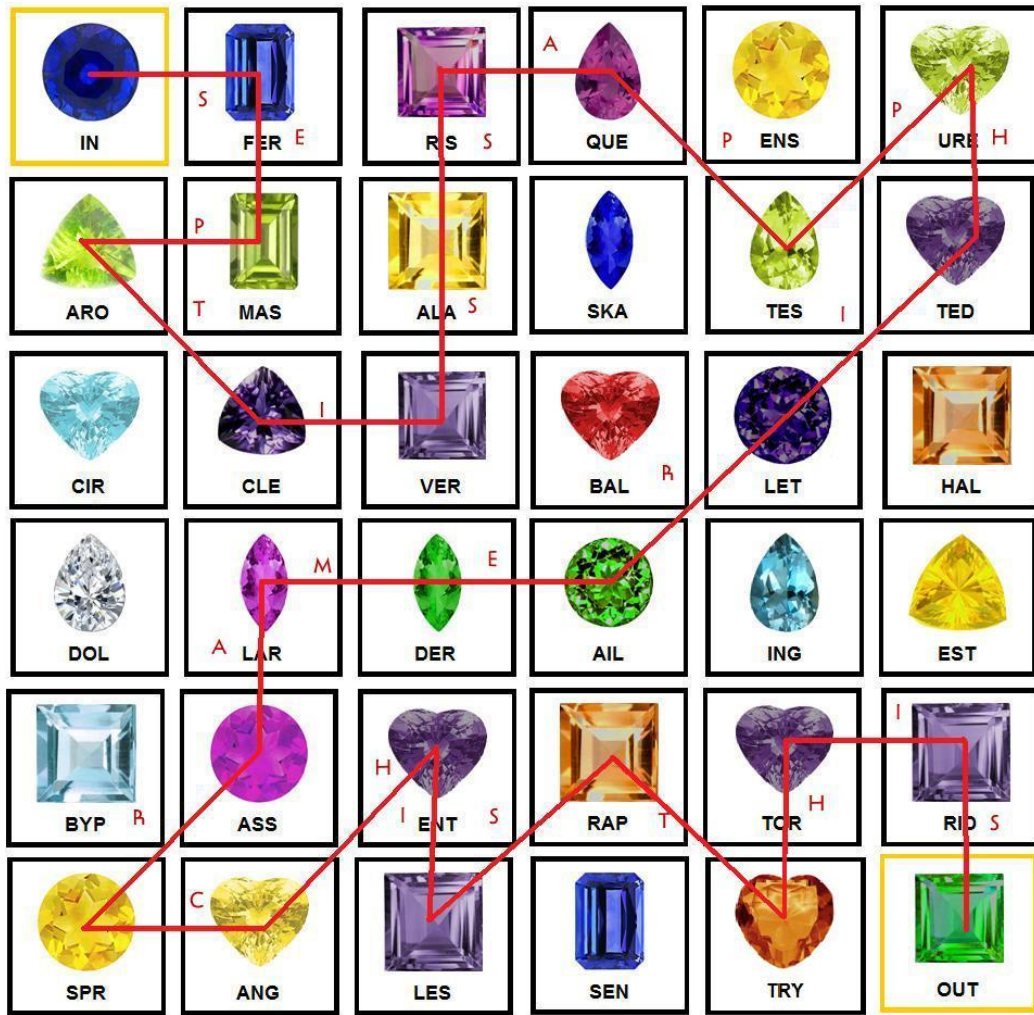 A
S P H
IN FER E RIS S QUE P ENS URE H
P
T S I
ARO MAS ALA SKA TES TED
I
R
CIR CLE VER BAL LET HAL
M E
A
DOL LAR DER AIL ING EST
I
H
I S T H S
BYP R ASS ENT RAP TOR RID
C
SPR ANG LES SEN TRY OUT